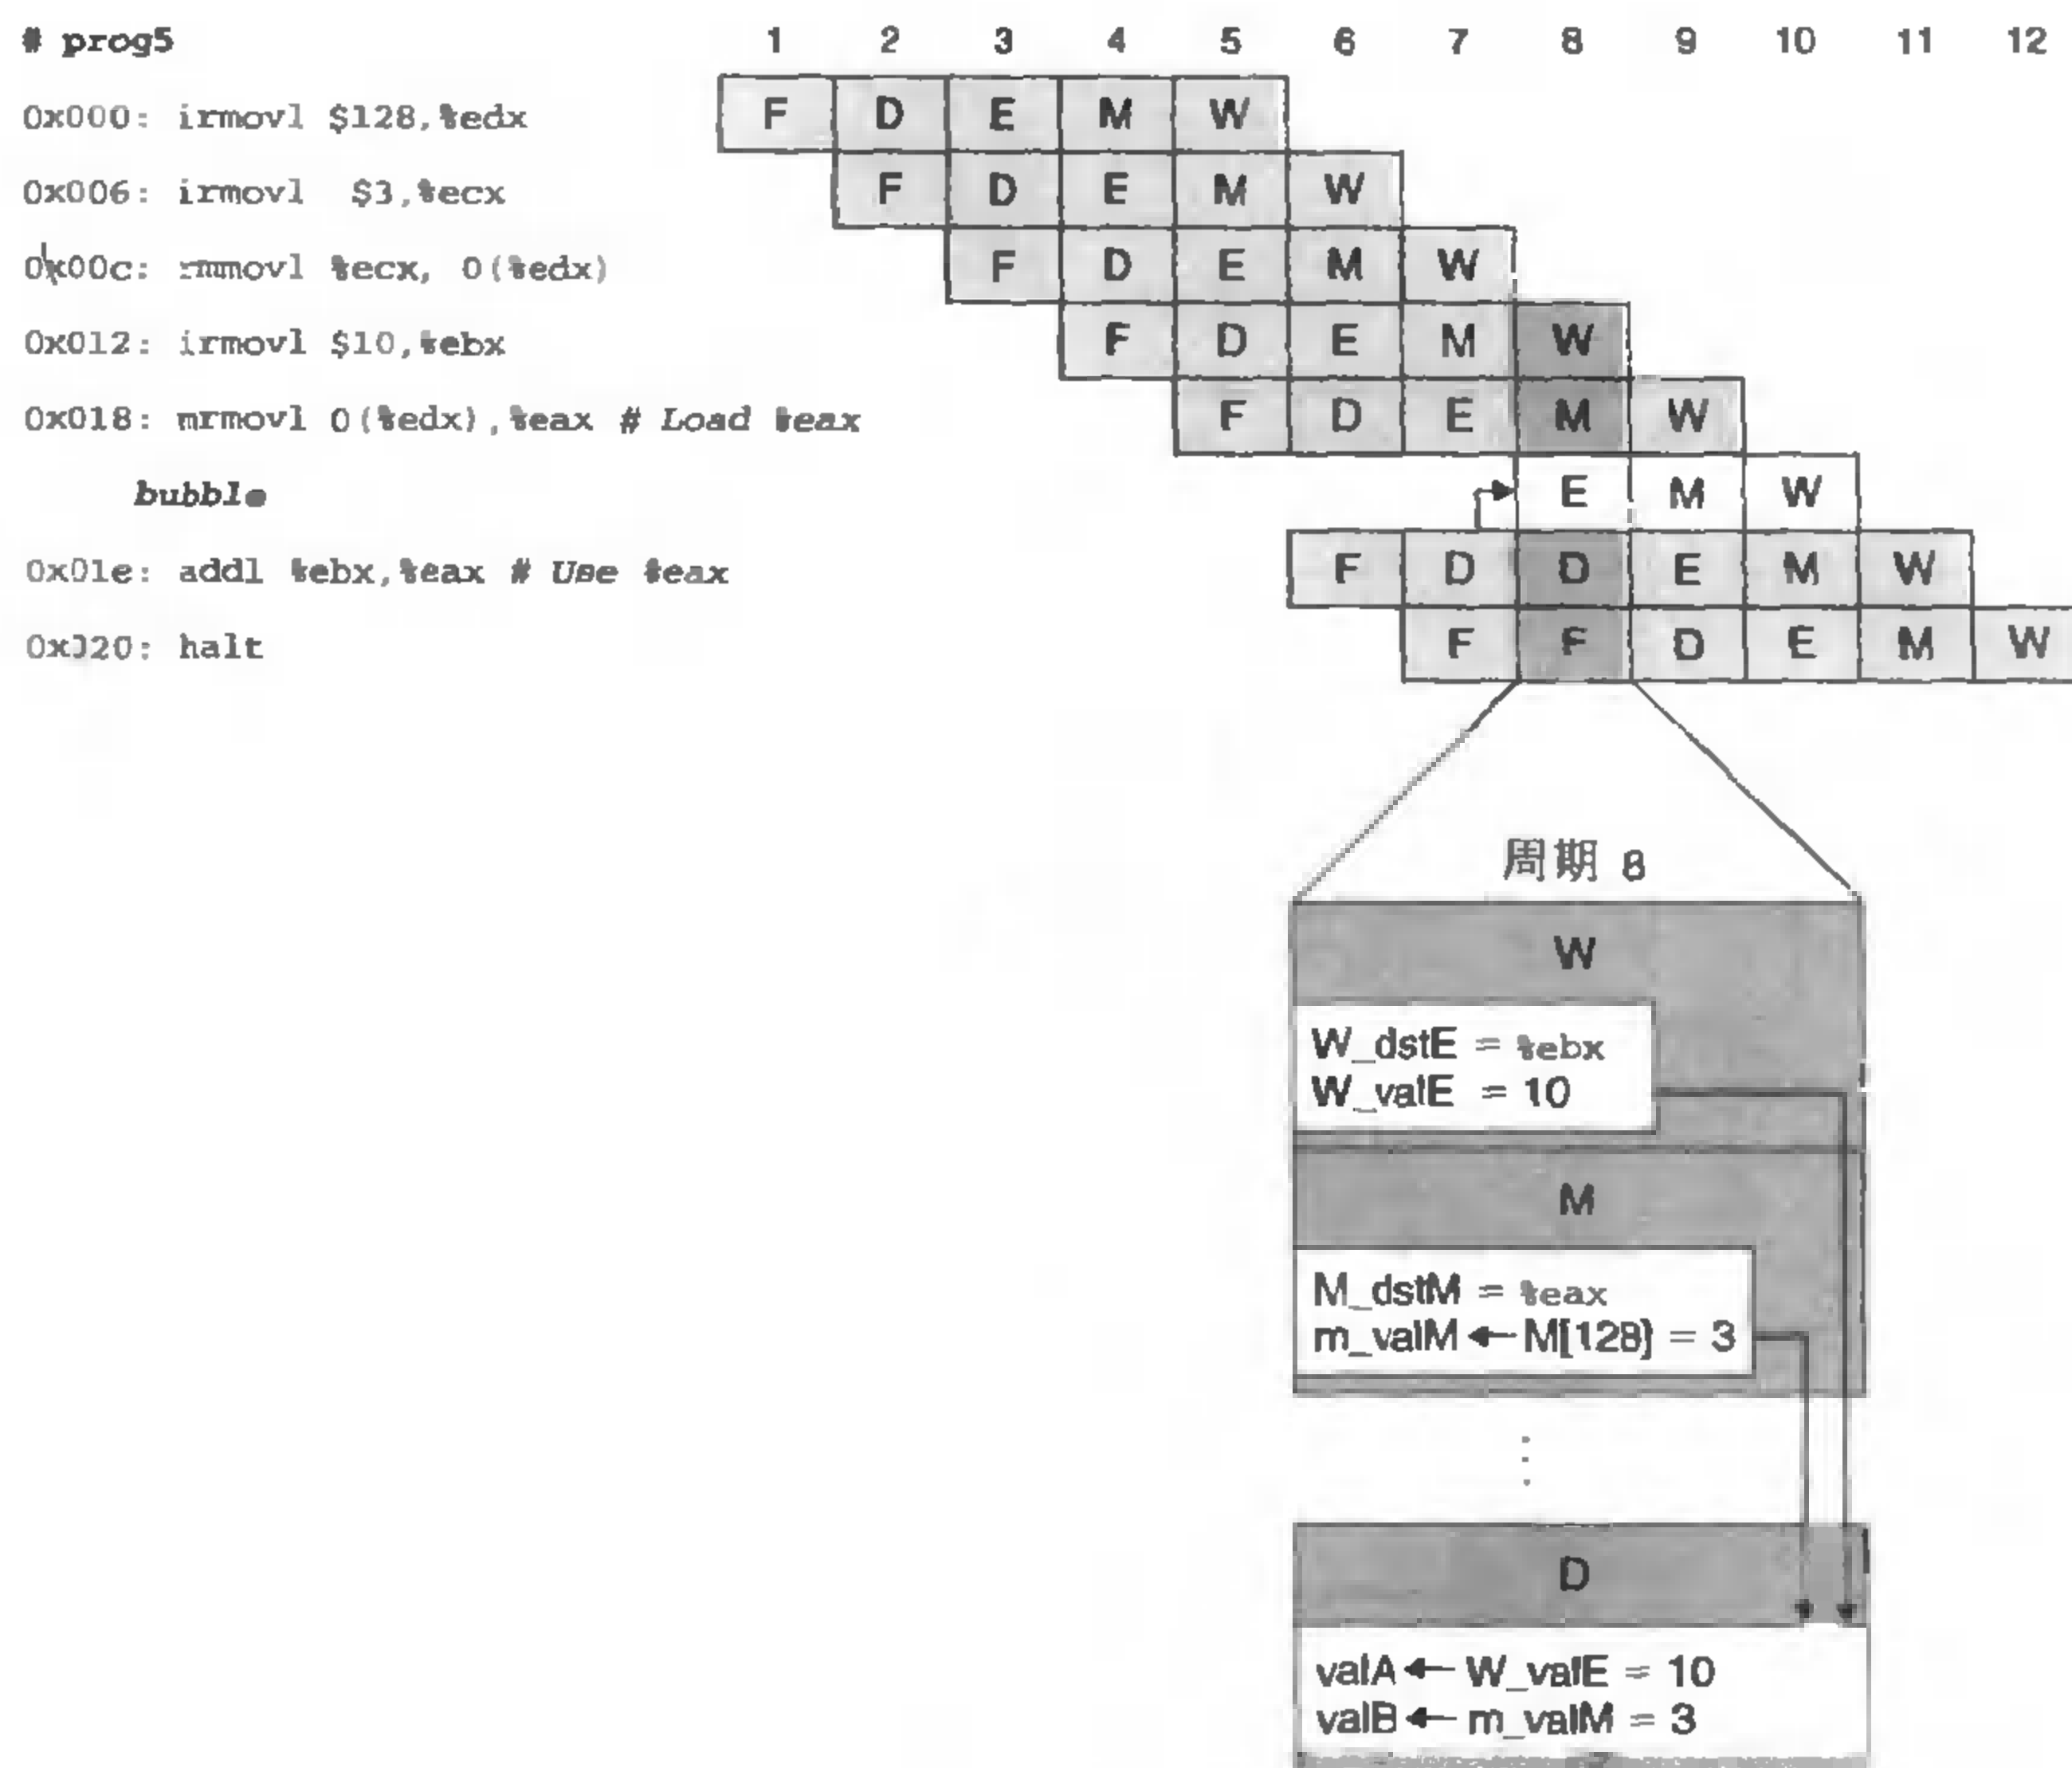 # prog5 1 2 3 4 5 6 7 8 9 10 11 12
0x000: irmovl $128,%edx F D E M W
0x006: irmovl $3,%ecx F D E M W
0x00c: rmmovl %ecx, 0(%edx) F D E M W
0x012: irmovl $10,%ebx F D E M W
0x018: mrmovl 0(%edx),%eax # Load %eax F D E M W
bubble E M W
0x01e: addl %ebx,%eax # Use %eax F D D E M W
0x020: halt F F D E M W
周期 8
W
W_dstE = %ebx
W_valE = 10
M
M_dstM = %eax
m_valM ← M[128] = 3
⋮
D
valA ← W_valE = 10
valB ← m_valM = 3